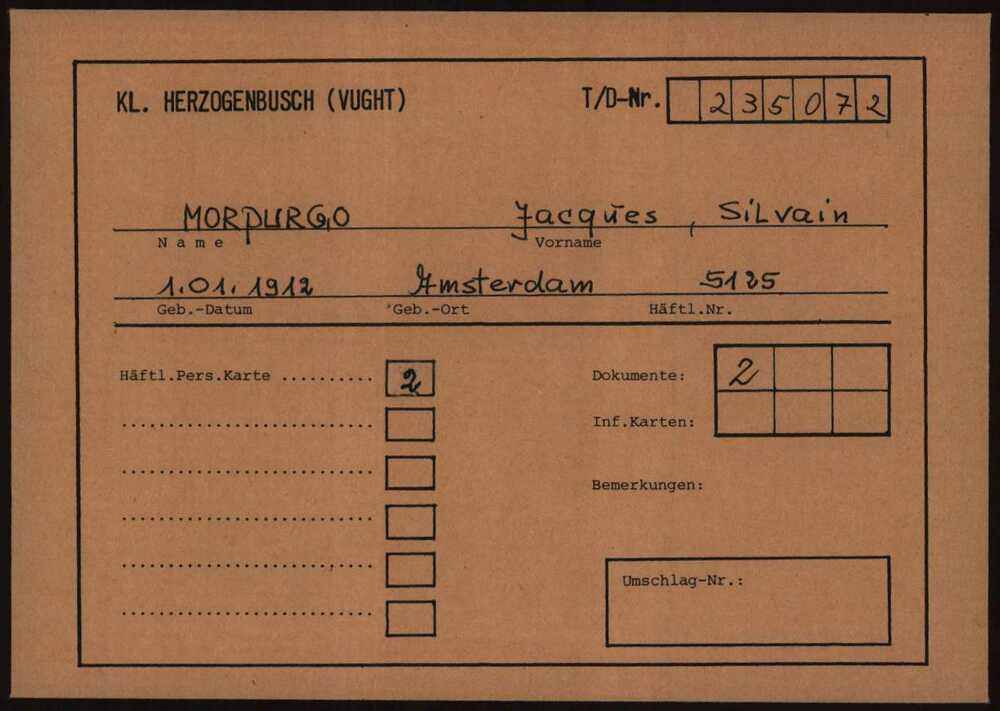 KL. HERZOGENBUSCH (VUGHT) T/D-Nr. 235072
MORPURGO Jacques, Silvain
Name Vorname
1.01.1912 Amsterdam 5125
Geb.-Datum Geb.-Ort Häftl.Nr.
Häftl.Pers.Karte .......... 2 Dokumente: 2
Inf.Karten:
Bemerkungen:
Umschlag-Nr.: